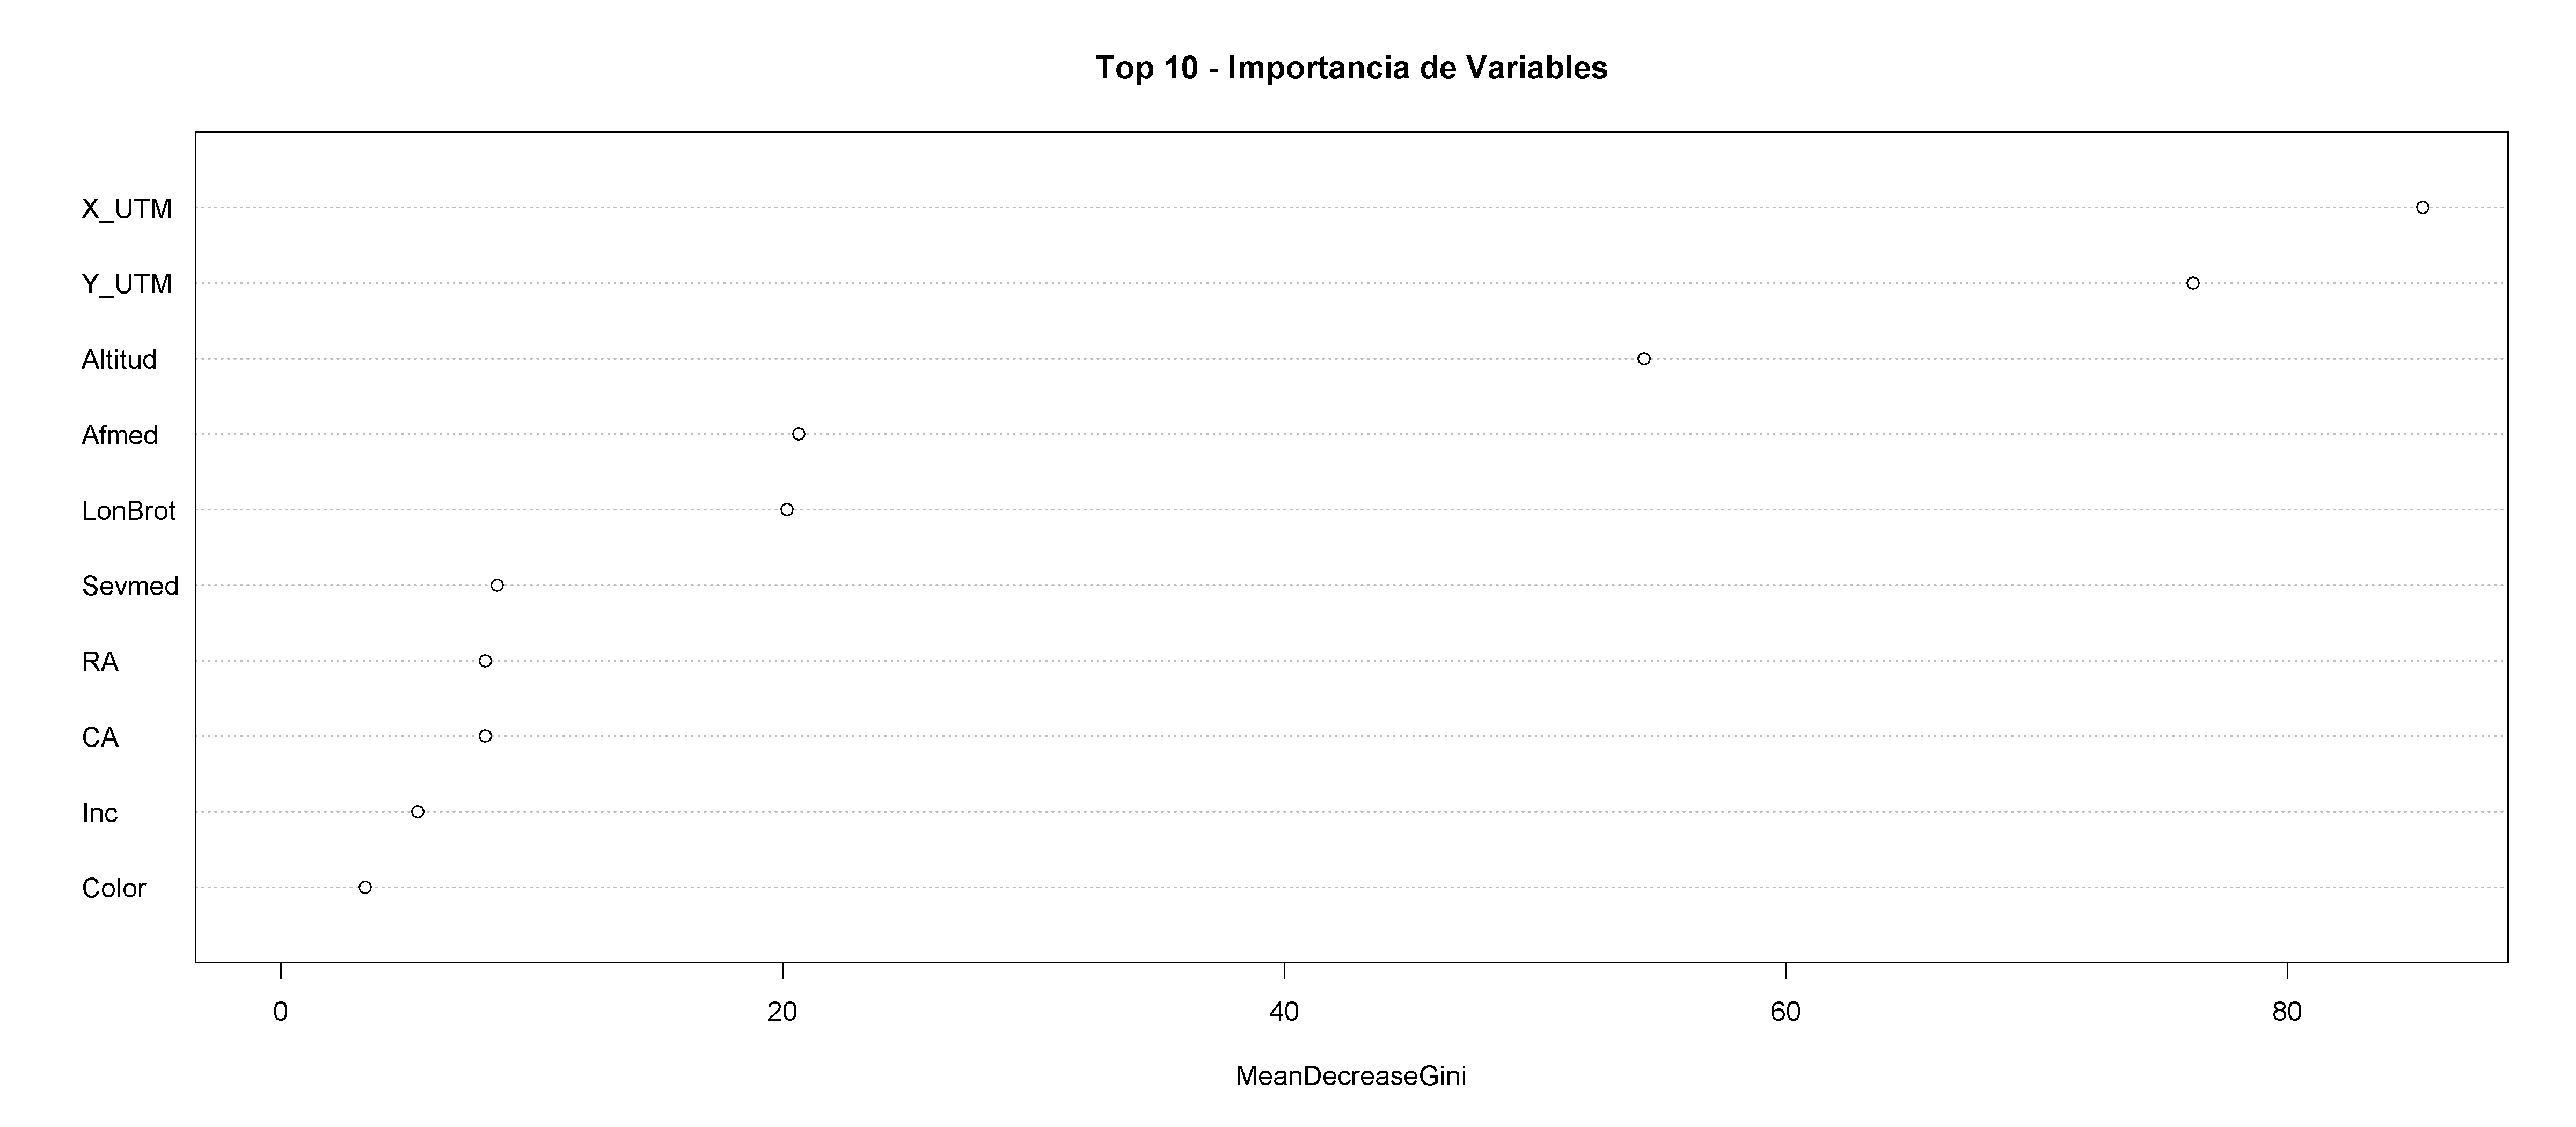 Top 10 - Importancia de Variables
X_UTM
Y_UTM
Altitud
Afmed
LonBrot
Sevmed
RA
CA
Inc
Color
0 20 40 60 80
MeanDecreaseGini